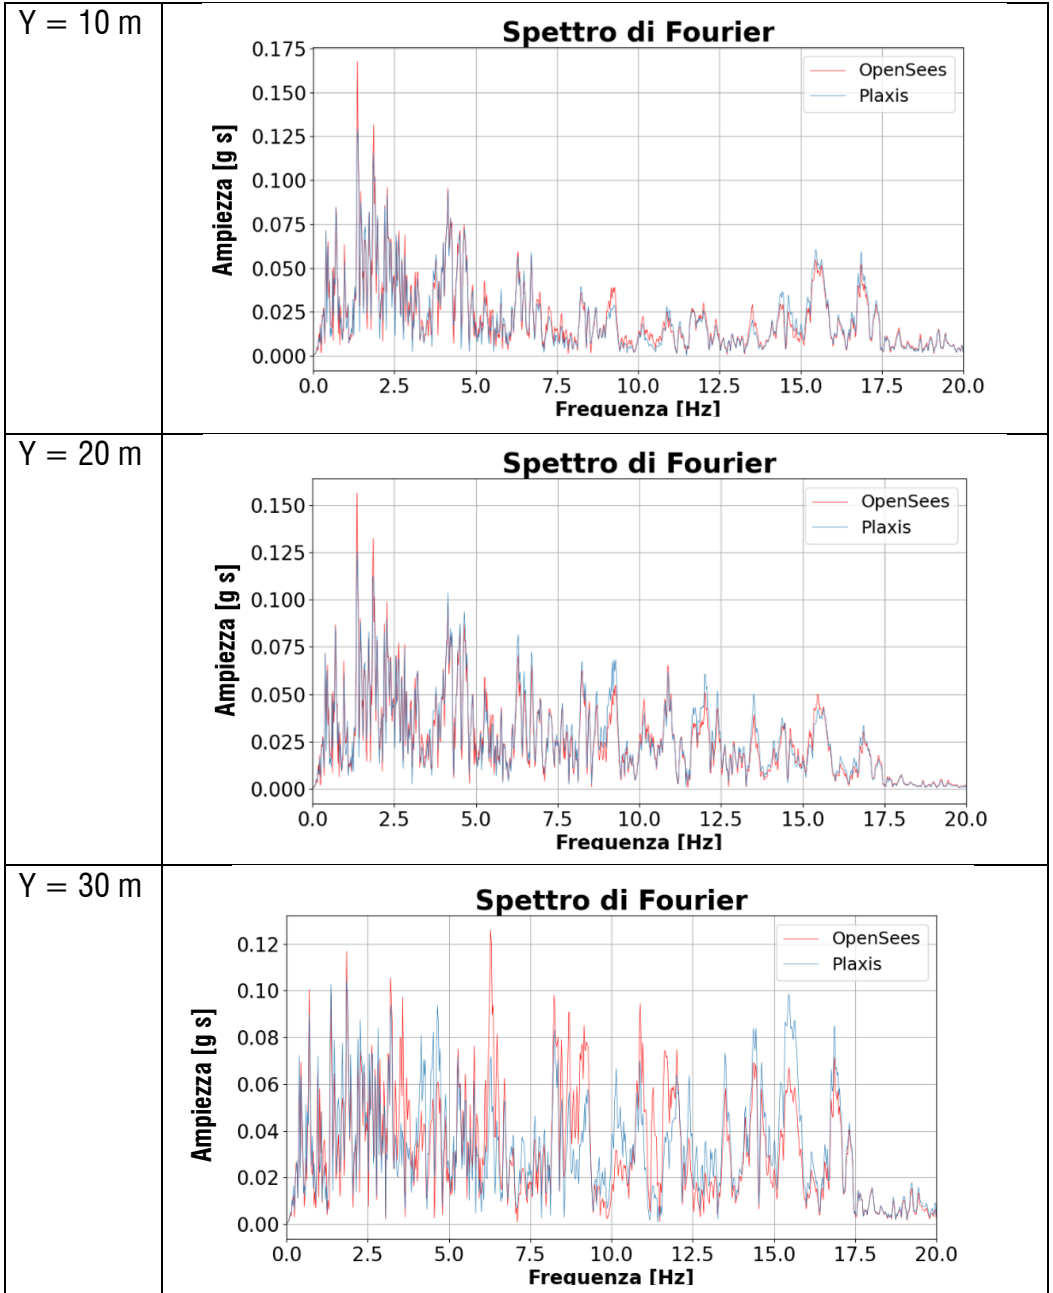 Y = 10 m
Spettro di Fourier
OpenSees
Plaxis
Ampiezza [g s]
0.175
0.150
0.125
0.100
0.075
0.050
0.025
0.000
0.0 2.5 5.0 7.5 10.0 12.5 15.0 17.5 20.0
Frequenza [Hz]
Y = 20 m
Spettro di Fourier
OpenSees
Plaxis
Ampiezza [g s]
0.150
0.125
0.100
0.075
0.050
0.025
0.000
0.0 2.5 5.0 7.5 10.0 12.5 15.0 17.5 20.0
Frequenza [Hz]
Y = 30 m
Spettro di Fourier
OpenSees
Plaxis
Ampiezza [g s]
0.12
0.10
0.08
0.06
0.04
0.02
0.00
0.0 2.5 5.0 7.5 10.0 12.5 15.0 17.5 20.0
Frequenza [Hz]